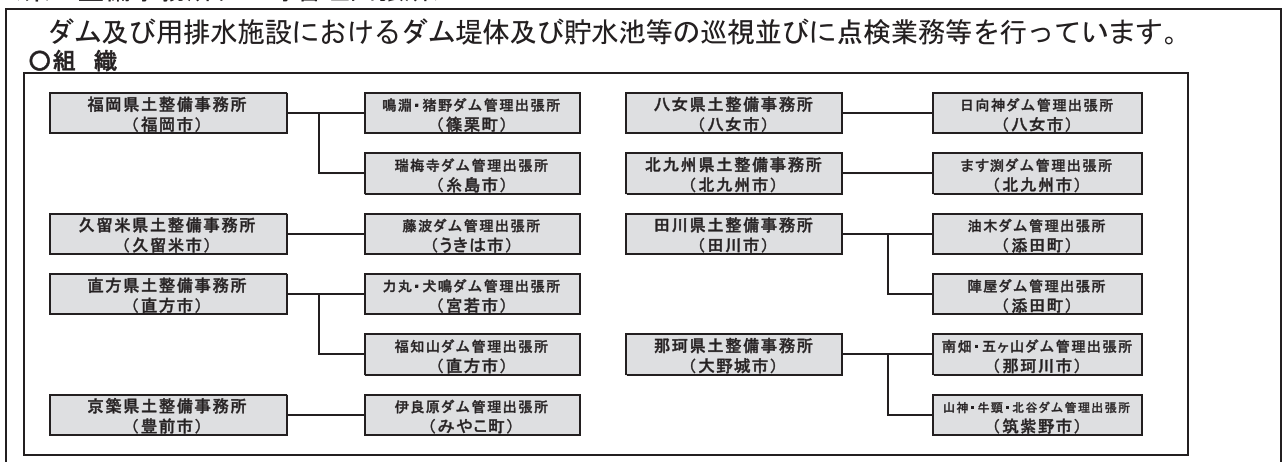 ダム及び用排水施設におけるダム堤体及び貯水池等の巡視並びに点検業務等を行っています。
〇組　織
福岡県土整備事務所
（福岡市）
鳴淵・猪野ダム管理出張所
（篠栗町）
瑞梅寺ダム管理出張所
（糸島市）
久留米県土整備事務所
（久留米市）
藤波ダム管理出張所
（うきは市）
直方県土整備事務所
（直方市）
力丸・犬鳴ダム管理出張所
（宮若市）
福知山ダム管理出張所
（直方市）
京築県土整備事務所
（豊前市）
伊良原ダム管理出張所
（みやこ町）
八女県土整備事務所
（八女市）
日向神ダム管理出張所
（八女市）
北九州県土整備事務所
（北九州市）
ます渕ダム管理出張所
（北九州市）
田川県土整備事務所
（田川市）
油木ダム管理出張所
（添田町）
陣屋ダム管理出張所
（添田町）
那珂県土整備事務所
（大野城市）
南畑・五ヶ山ダム管理出張所
（那珂川市）
山神・牛頸・北谷ダム管理出張所
（筑紫野市）